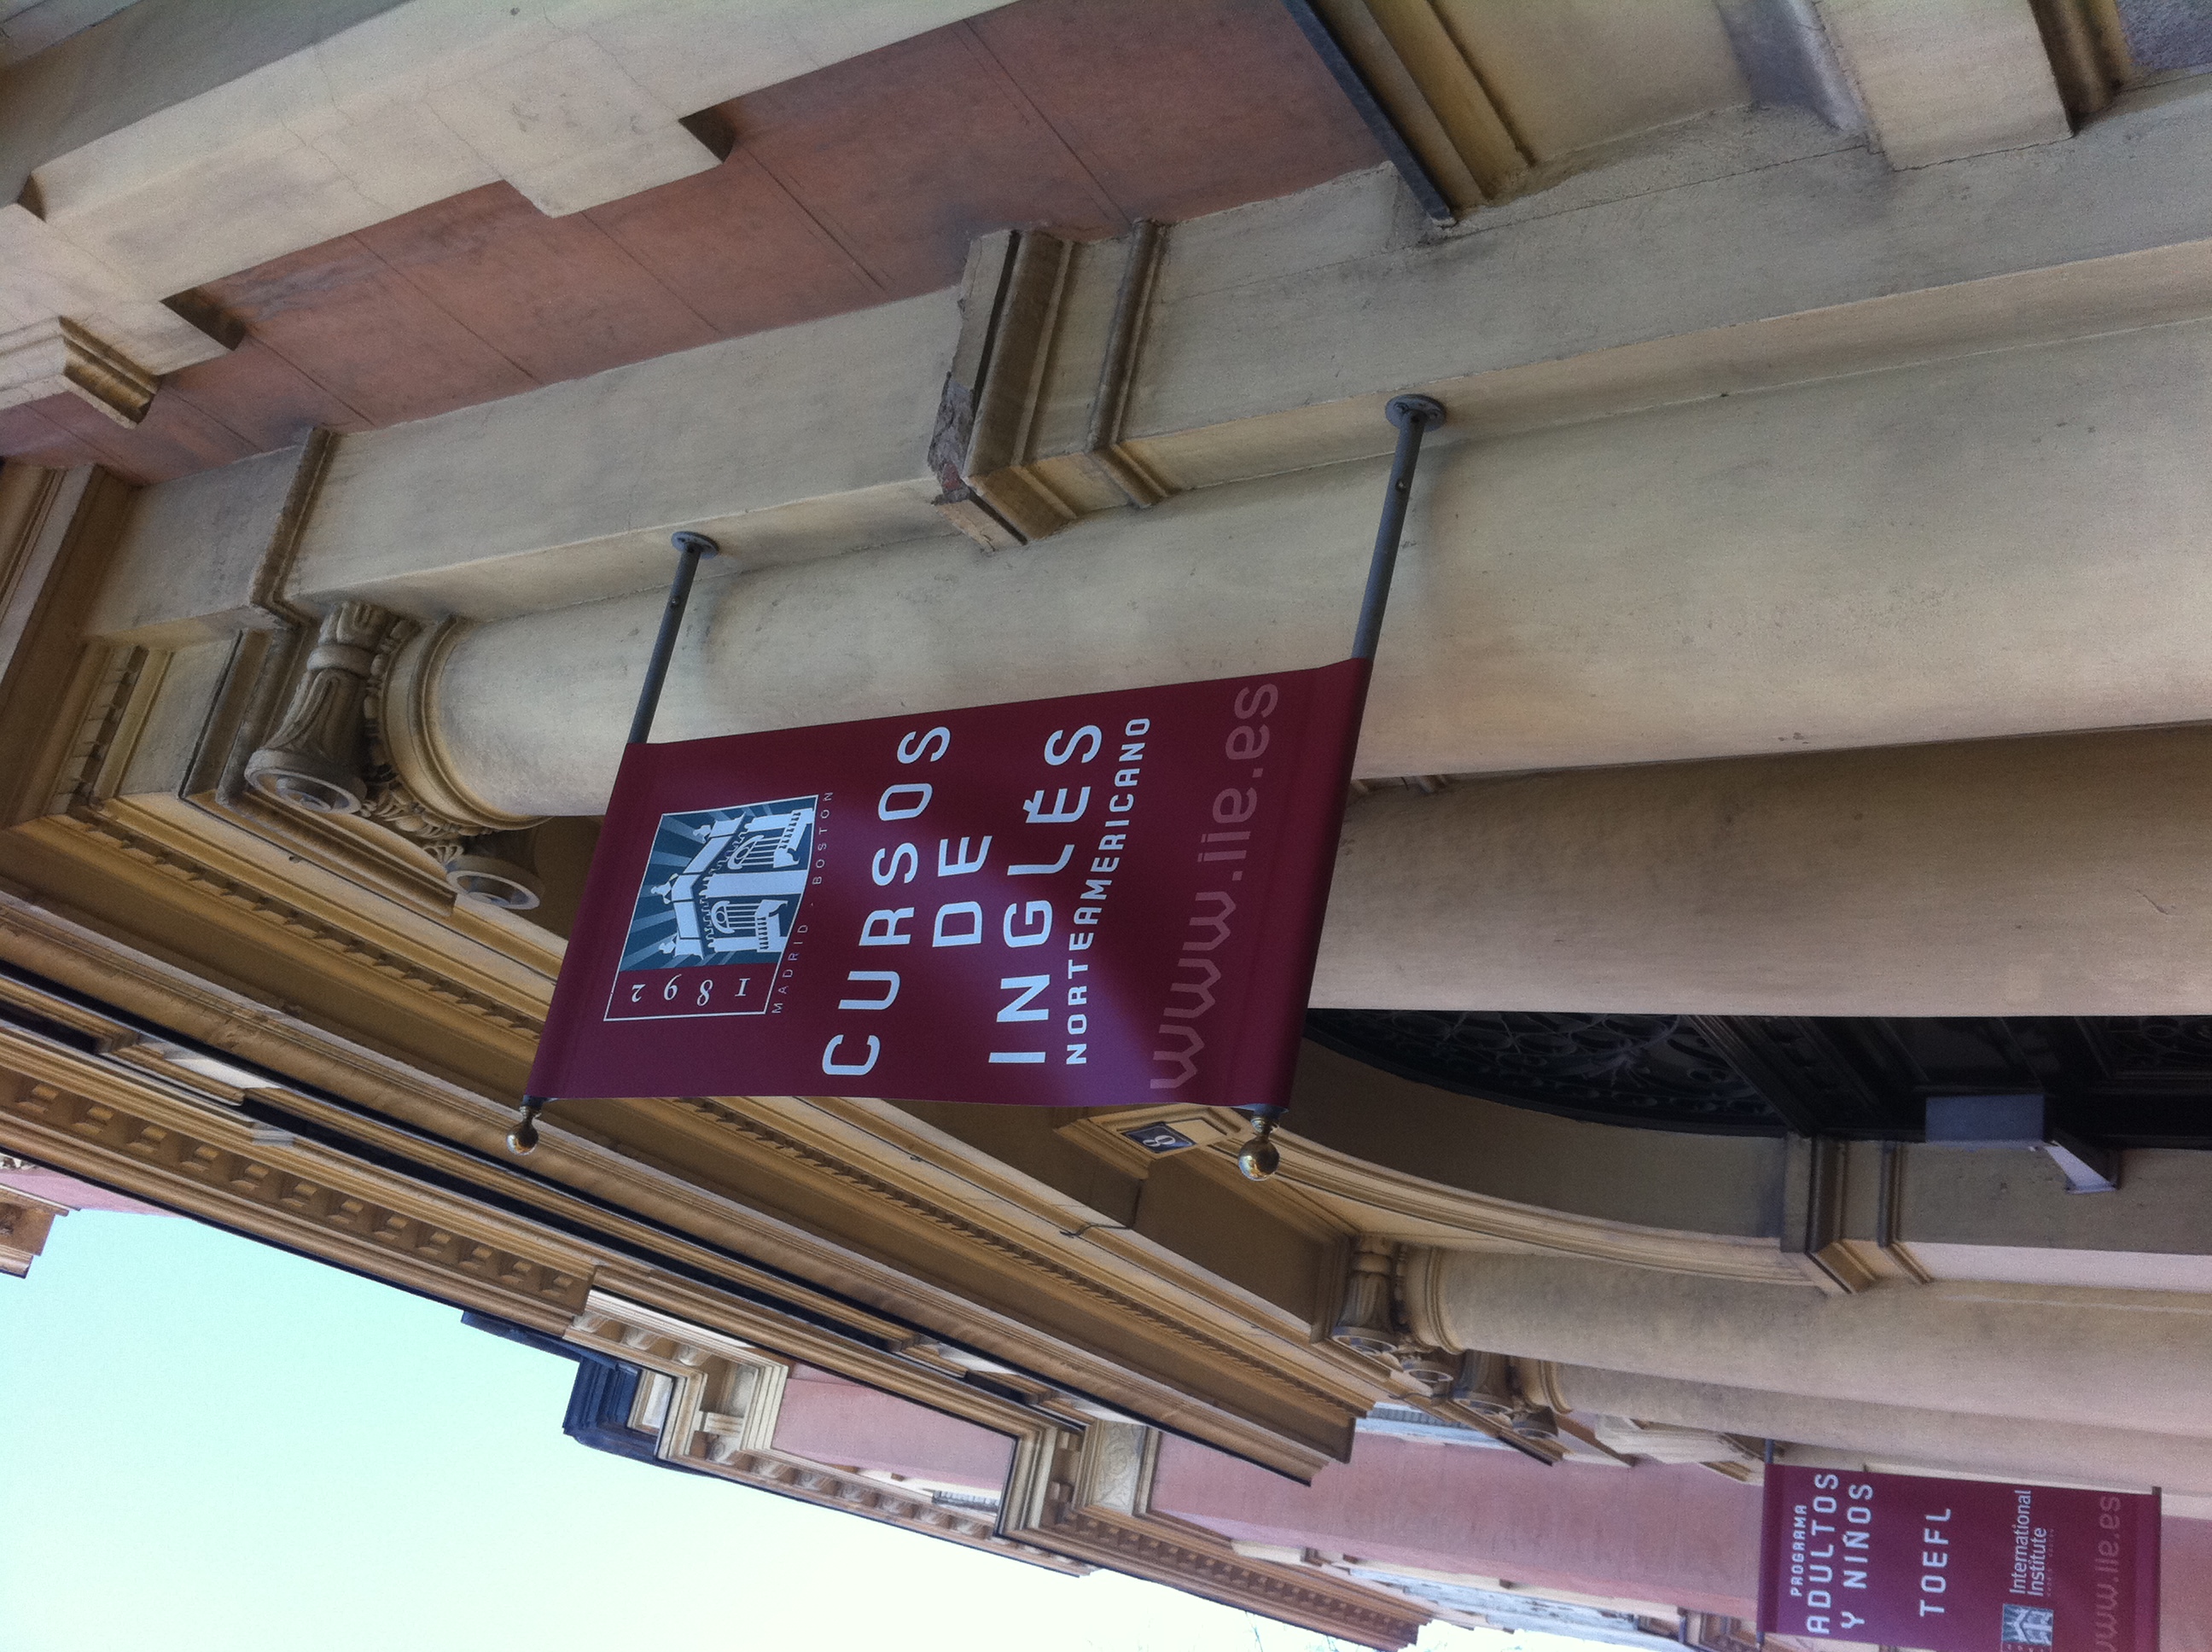 1892
MADRID - BOSTON
CURSOS
DE
INGLÉS
NORTEAMERICANO
www.iie.es
8
PROGRAMA
ADULTOS
Y NIÑOS
TOEFL
International
Institute
www.iie.es